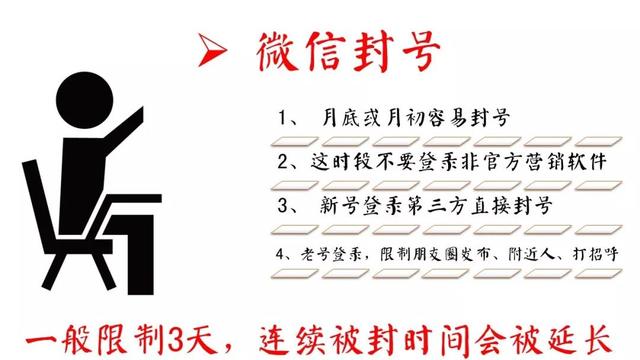 微信封号
1、 月底或月初容易封号
2、这时段不要登录非官方营销软件
3、 新号登录第三方直接封号
4、老号登录，限制朋友圈发布、附近人、打招呼
一般限制3天，连续被封时间会被延长